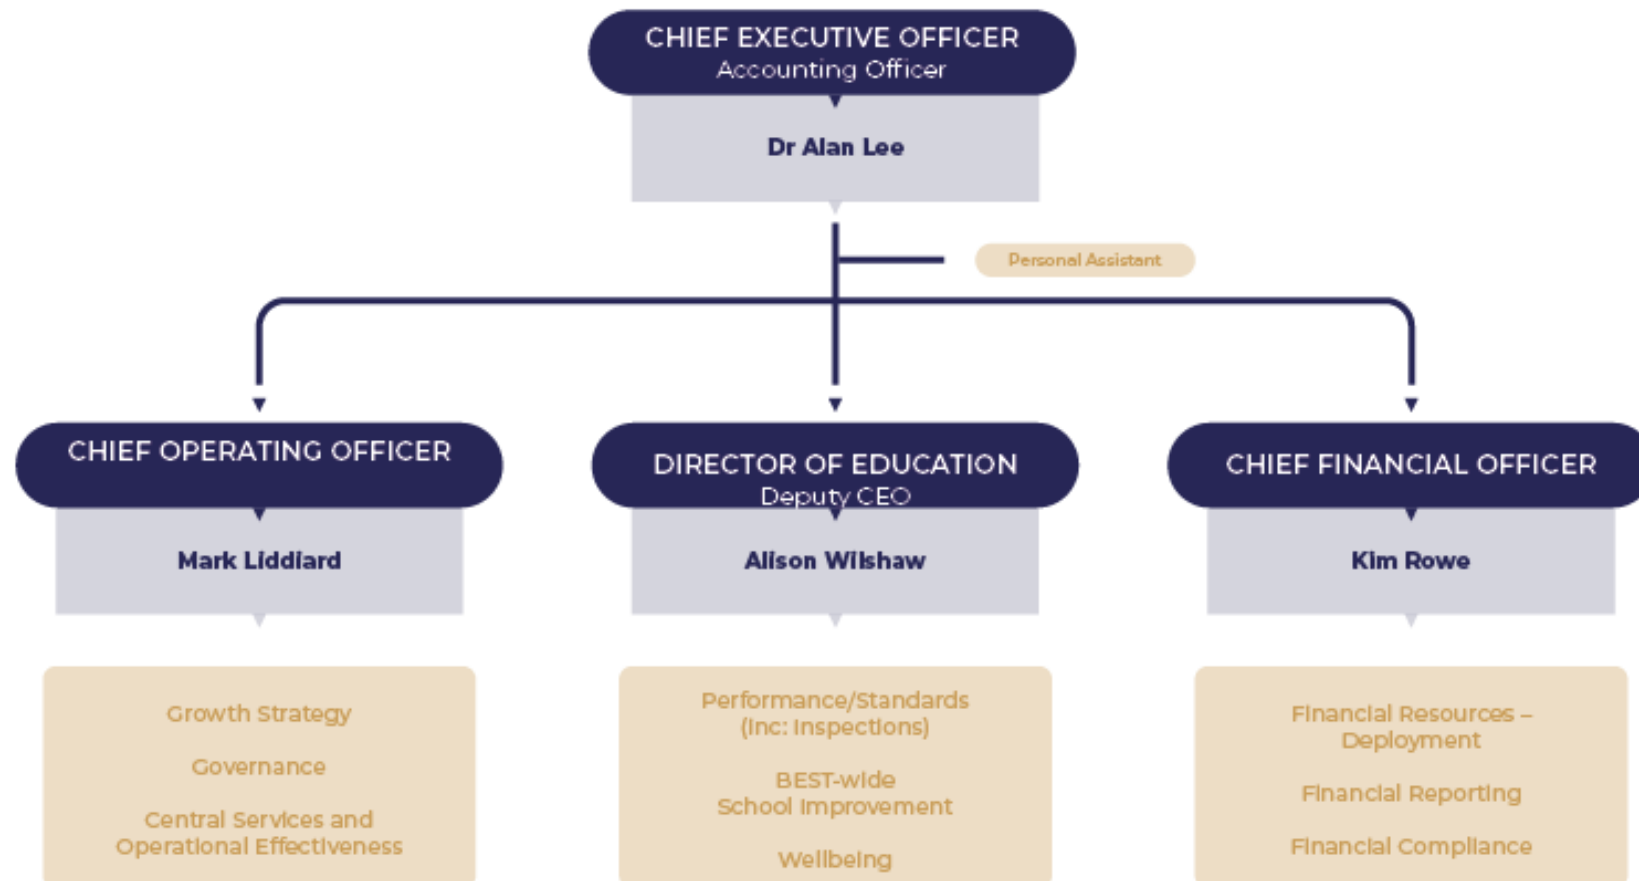 CHIEF EXECUTIVE OFFICER
Accounting Officer
Dr Alan Lee
Personal Assistant
CHIEF OPERATING OFFICER
Mark Liddiard
Growth Strategy
Governance
Central Services and
Operational Effectiveness
DIRECTOR OF EDUCATION
Deputy CEO
Alison Wilshaw
Performance/Standards
(Inc: Inspections)
BEST-wide
School Improvement
Wellbeing
CHIEF FINANCIAL OFFICER
Kim Rowe
Financial Resources –
Deployment
Financial Reporting
Financial Compliance